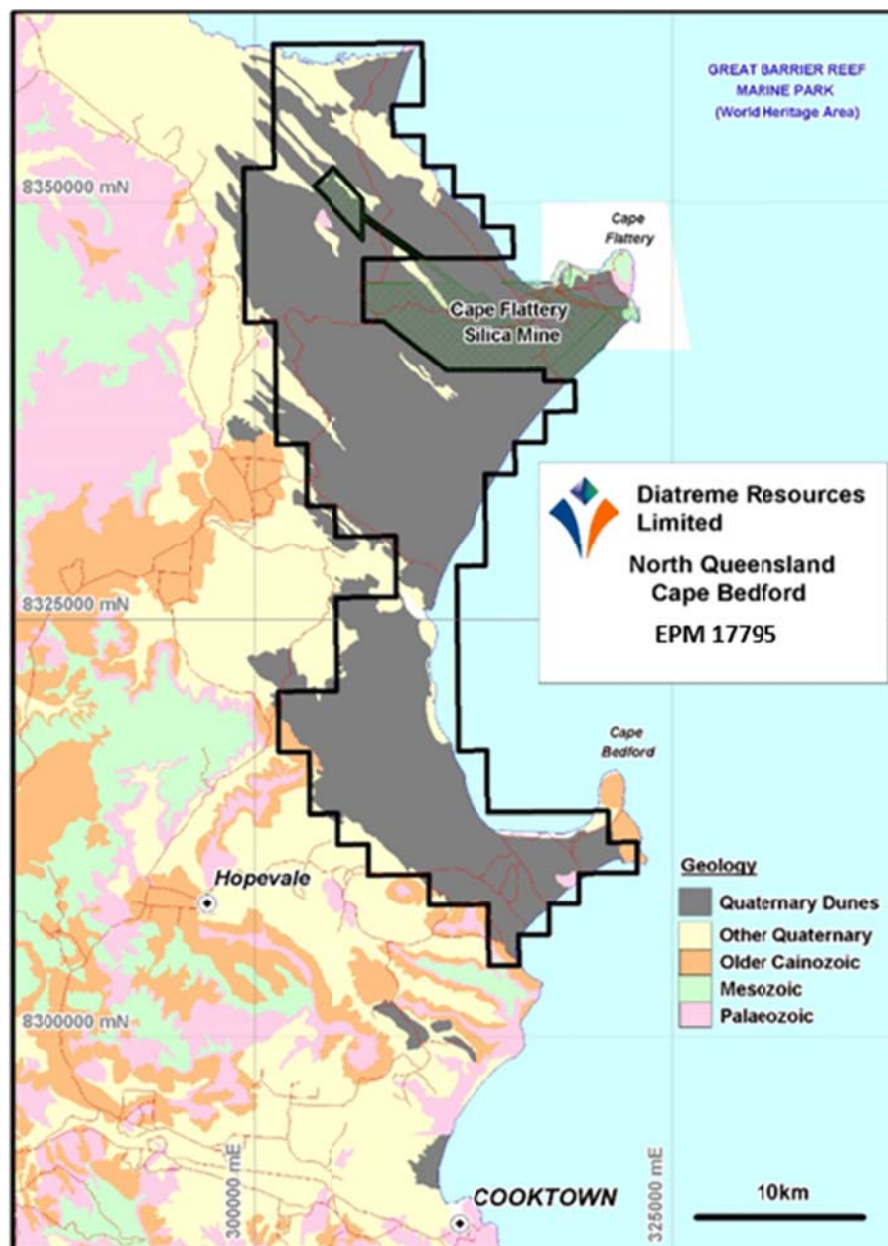 GREAT BARRIER REEF
MARINE PARK
(World Heritage Area)
8350000 mN
Cape
Flattery
Cape Flattery
Silica Mine
Diatreme Resources
Limited
North Queensland
Cape Bedford
EPM 17795
8325000 mN
Cape
Bedford
Hopevale
Geology
Quaternary Dunes
Other Quaternary
Older Cainozoic
Mesozoic
Palaeozoic
8300000 mN
300000 mE
325000 mE
COOKTOWN
10km